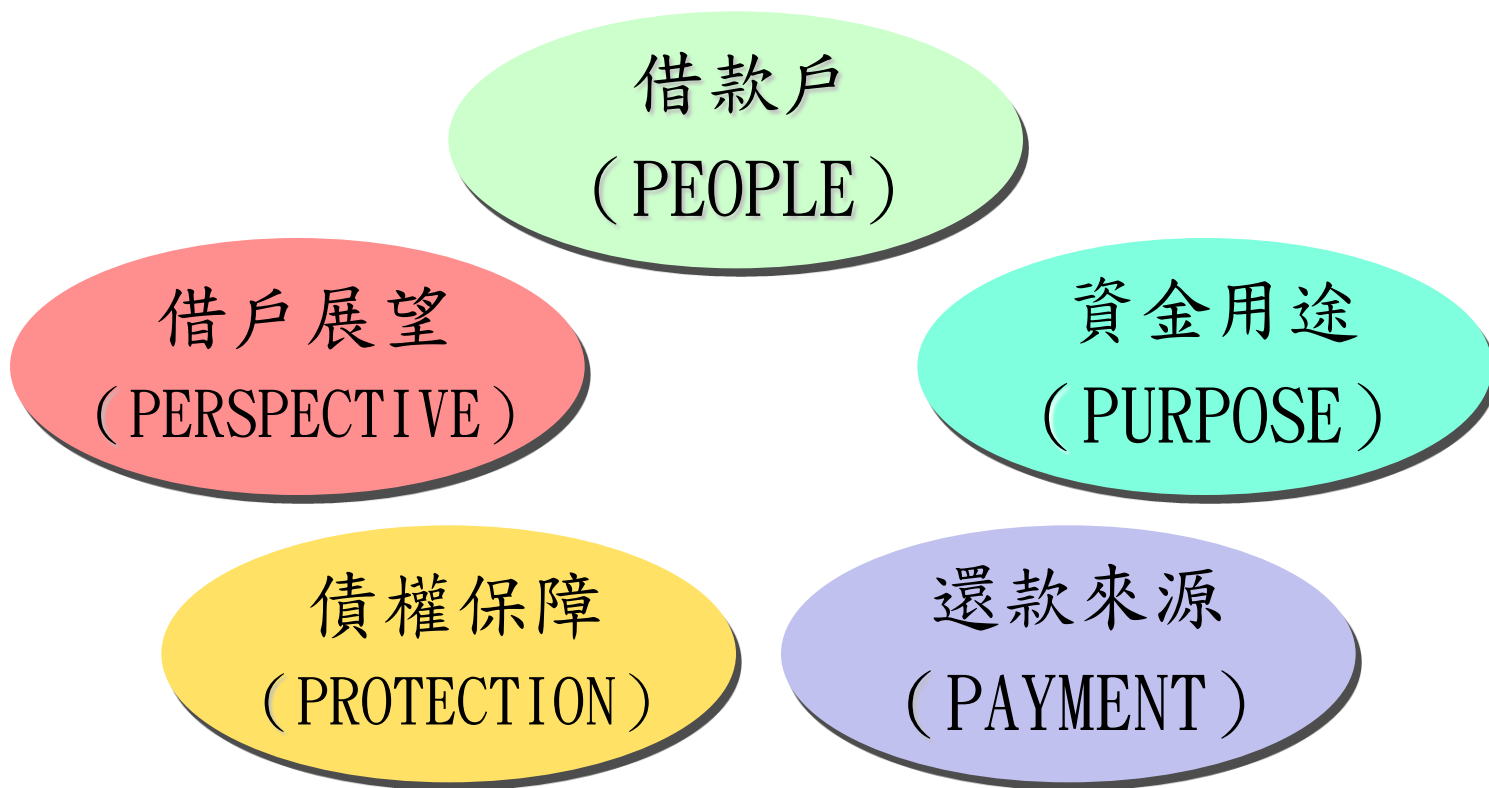 借款戶
（PEOPLE）
借戶展望
（PERSPECTIVE）
資金用途
（PURPOSE）
債權保障
（PROTECTION）
還款來源
（PAYMENT）